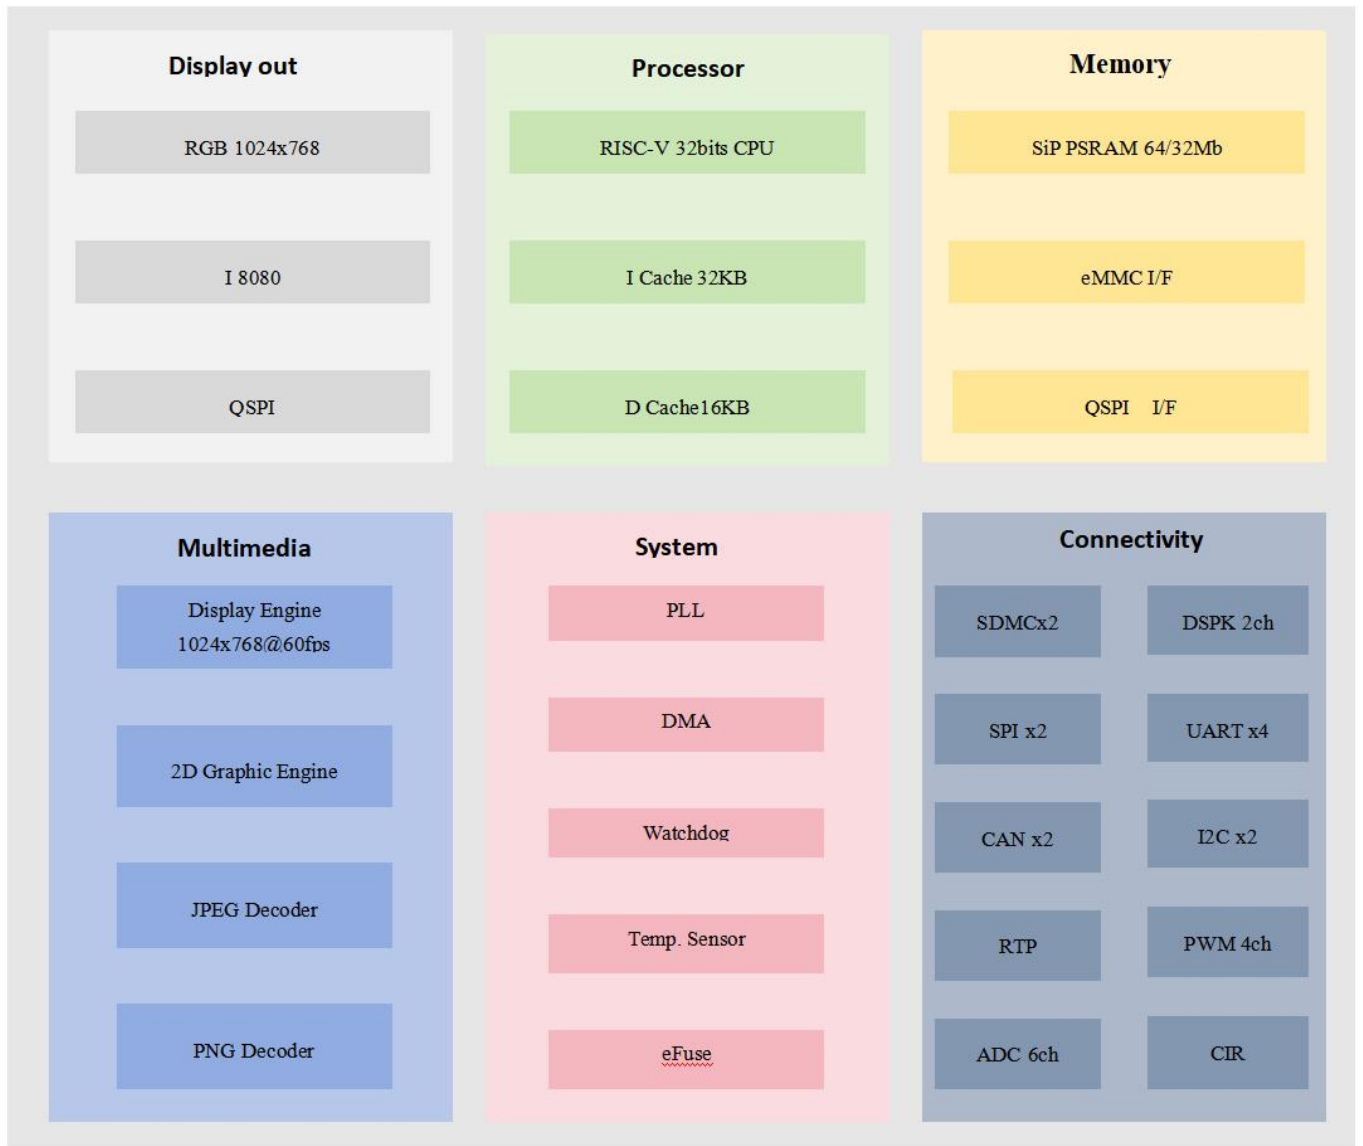 Display out
RGB 1024x768
I 8080
QSPI
Processor
RISC-V 32bits CPU
I Cache 32KB
D Cache16KB
Memory
SiP PSRAM 64/32Mb
eMMC I/F
QSPI I/F
Multimedia
Display Engine
1024x768@60fps
2D Graphic Engine
JPEG Decoder
PNG Decoder
System
PLL
DMA
Watchdog
Temp. Sensor
eFuse
Connectivity
SDMCx2
DSPK 2ch
SPI x2
UART x4
CAN x2
I2C x2
RTP
PWM 4ch
ADC 6ch
CIR